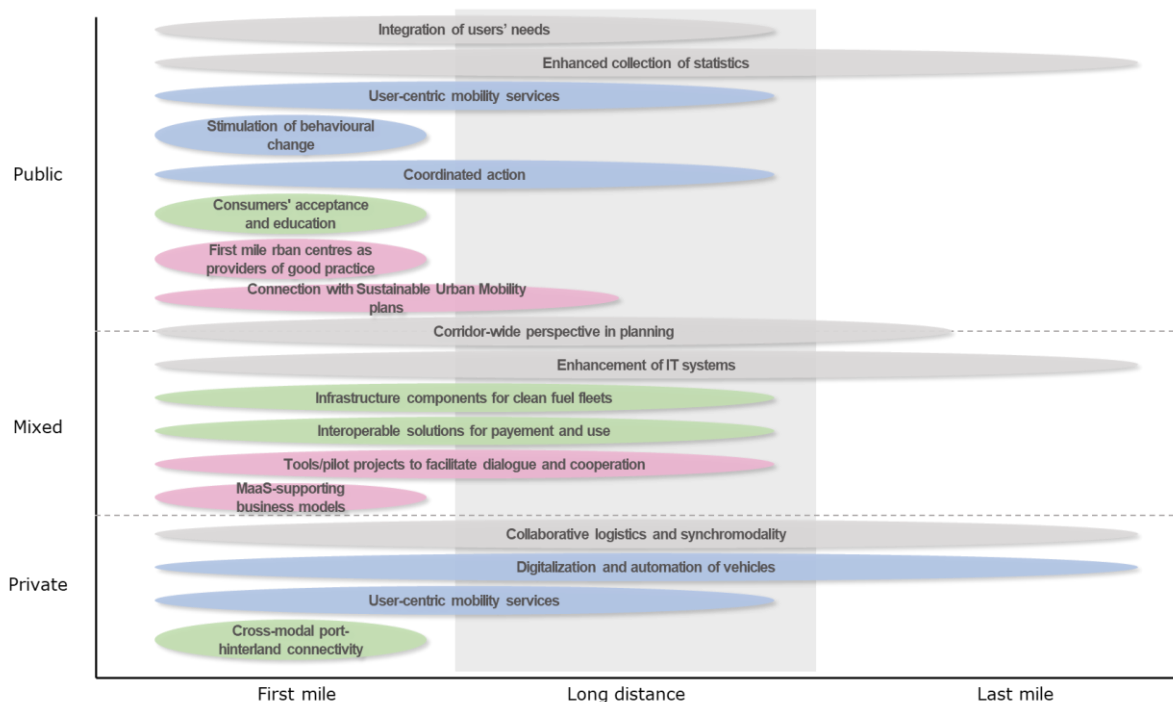 Integration of users' needs
Enhanced collection of statistics
User-centric mobility services
Stimulation of behavioural
change
Public
Coordinated action
Consumers' acceptance
and education
First mile rban centres as
providers of good practice
Connection with Sustainable Urban Mobility
plans
Corridor-wide perspective in planning
Enhancement of IT systems
Infrastructure components for clean fuel fleets
Mixed
Interoperable solutions for payement and use
Tools/pilot projects to facilitate dialogue and cooperation
MaaS-supporting
business models
Collaborative logistics and synchromodality
Digitalization and automation of vehicles
Private
User-centric mobility services
Cross-modal port-
hinterland connectivity
First mile
Long distance
Last mile